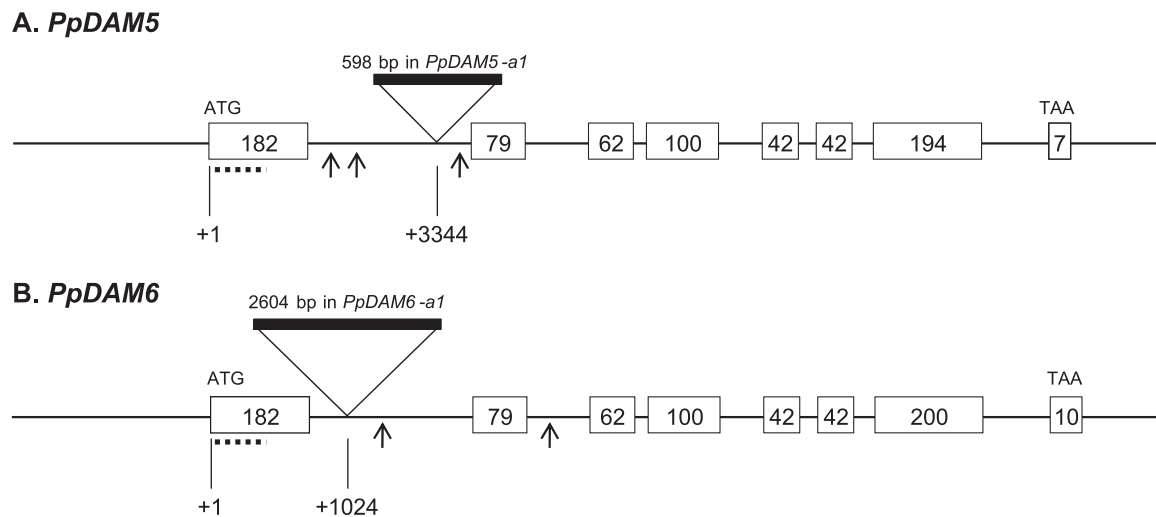 A. PpDAM5
598 bp in PpDAM5-a1
ATG TAA
182 79 62 100 42 42 194 7
+1 +3344
B. PpDAM6
2604 bp in PpDAM6-a1
ATG TAA
182 79 62 100 42 42 200 10
+1 +1024